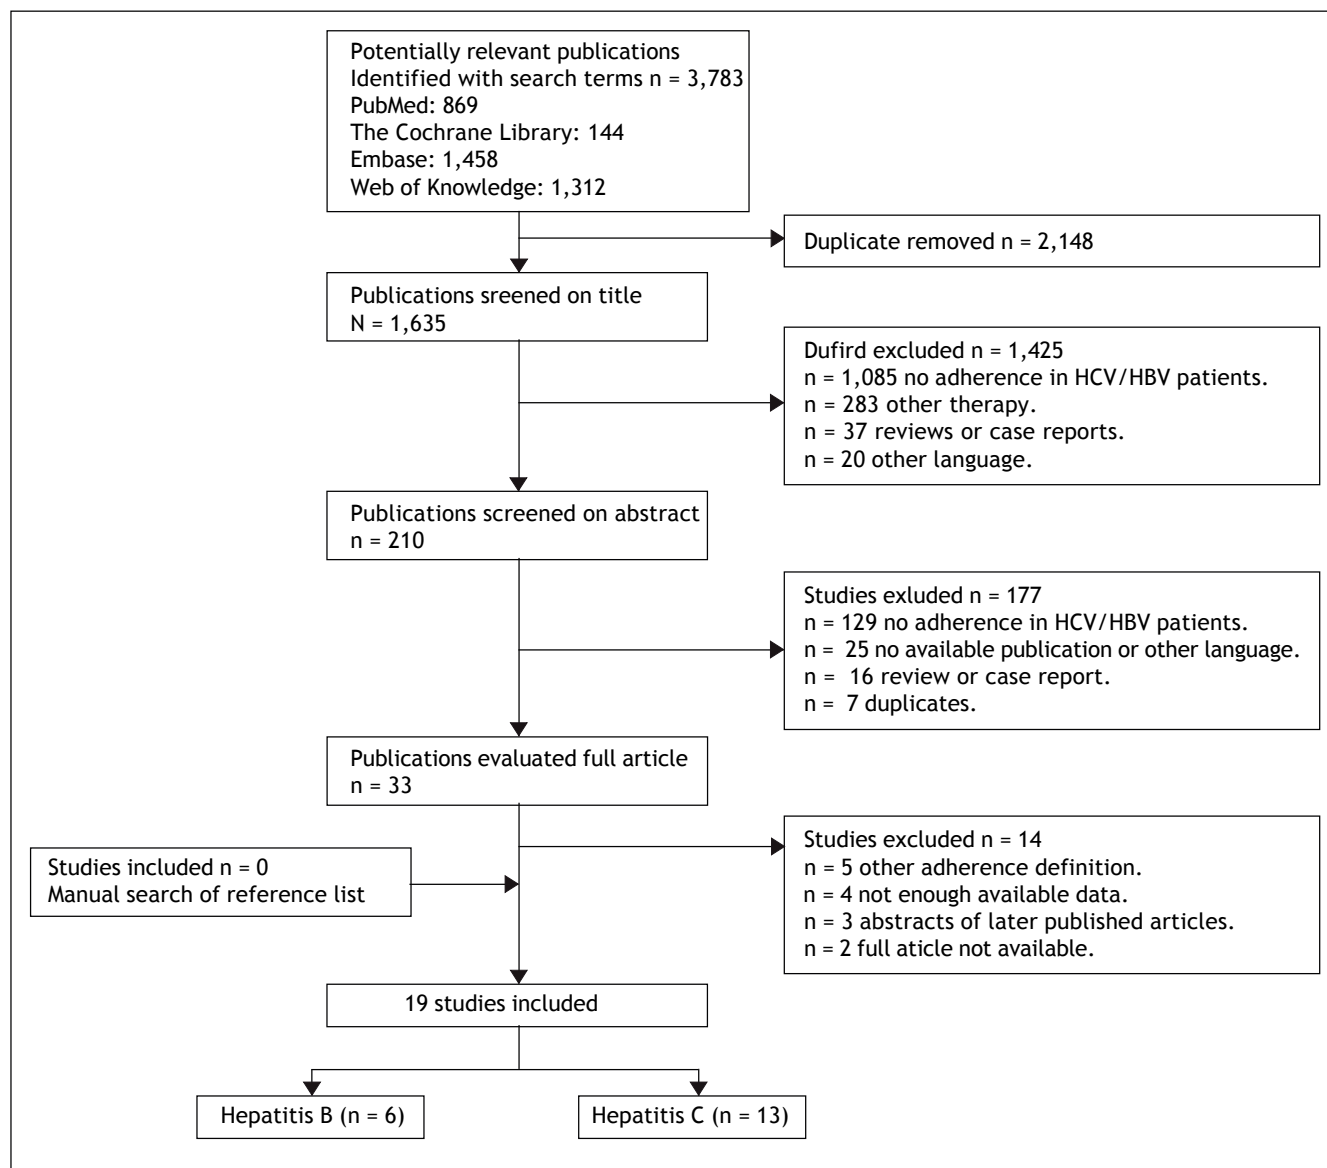 Potentially relevant publications
Identified with search terms n = 3,783
PubMed: 869
The Cochrane Library: 144
Embase: 1,458
Web of Knowledge: 1,312
Duplicate removed n = 2,148
Publications sreened on title
N = 1,635
Dufird excluded n = 1,425
n = 1,085 no adherence in HCV/HBV patients.
n = 283 other therapy.
n = 37 reviews or case reports.
n = 20 other language.
Publications screened on abstract
n = 210
Studies exluded n = 177
n = 129 no adherence in HCV/HBV patients.
n = 25 no available publication or other language.
n = 16 review or case report.
n = 7 duplicates.
Publications evaluated full article
n = 33
Studies excluded n = 14
n = 5 other adherence definition.
n = 4 not enough available data.
n = 3 abstracts of later published articles.
n = 2 full aticle not available.
Studies included n = 0
Manual search of reference list
19 studies included
Hepatitis B (n = 6)
Hepatitis C (n = 13)